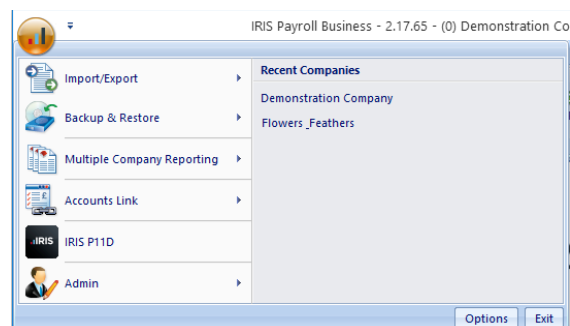 IRIS Payroll Business - 2.17.65 - (0) Demonstration Co
Import/Export
Backup & Restore
Multiple Company Reporting
Accounts Link
IRIS
IRIS P11D
Admin
Recent Companies
Demonstration Company
Flowers _Feathers
Options
Exit